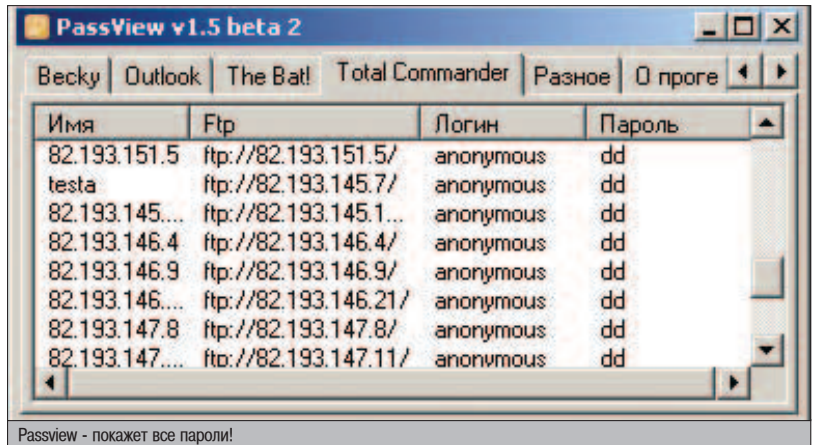 PassView v1.5 beta 2
Becky Outlook The Bat! Total Commander Разное О проге
Имя Ftp Логин Пароль
82.193.151.5 ftp://82.193.151.5/ anonymous dd
testa ftp://82.193.145.7/ anonymous dd
82.193.145.... ftp://82.193.145.1... anonymous dd
82.193.146.4 ftp://82.193.146.4/ anonymous dd
82.193.146.9 ftp://82.193.146.9/ anonymous dd
82.193.146.... ftp://82.193.146.21/ anonymous dd
82.193.147.8 ftp://82.193.147.8/ anonymous dd
82.193.147.... ftp://82.193.147.11/ anonymous dd
Passview - покажет все пароли!